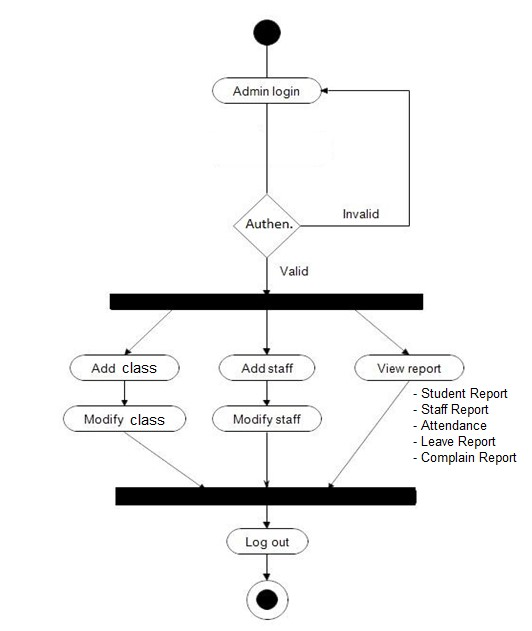 Admin login
Invalid
Authen.
Valid
Add class
Add staff
View report
- Student Report
- Staff Report
- Attendance
- Leave Report
- Complain Report
Modify class
Modify staff
Log out